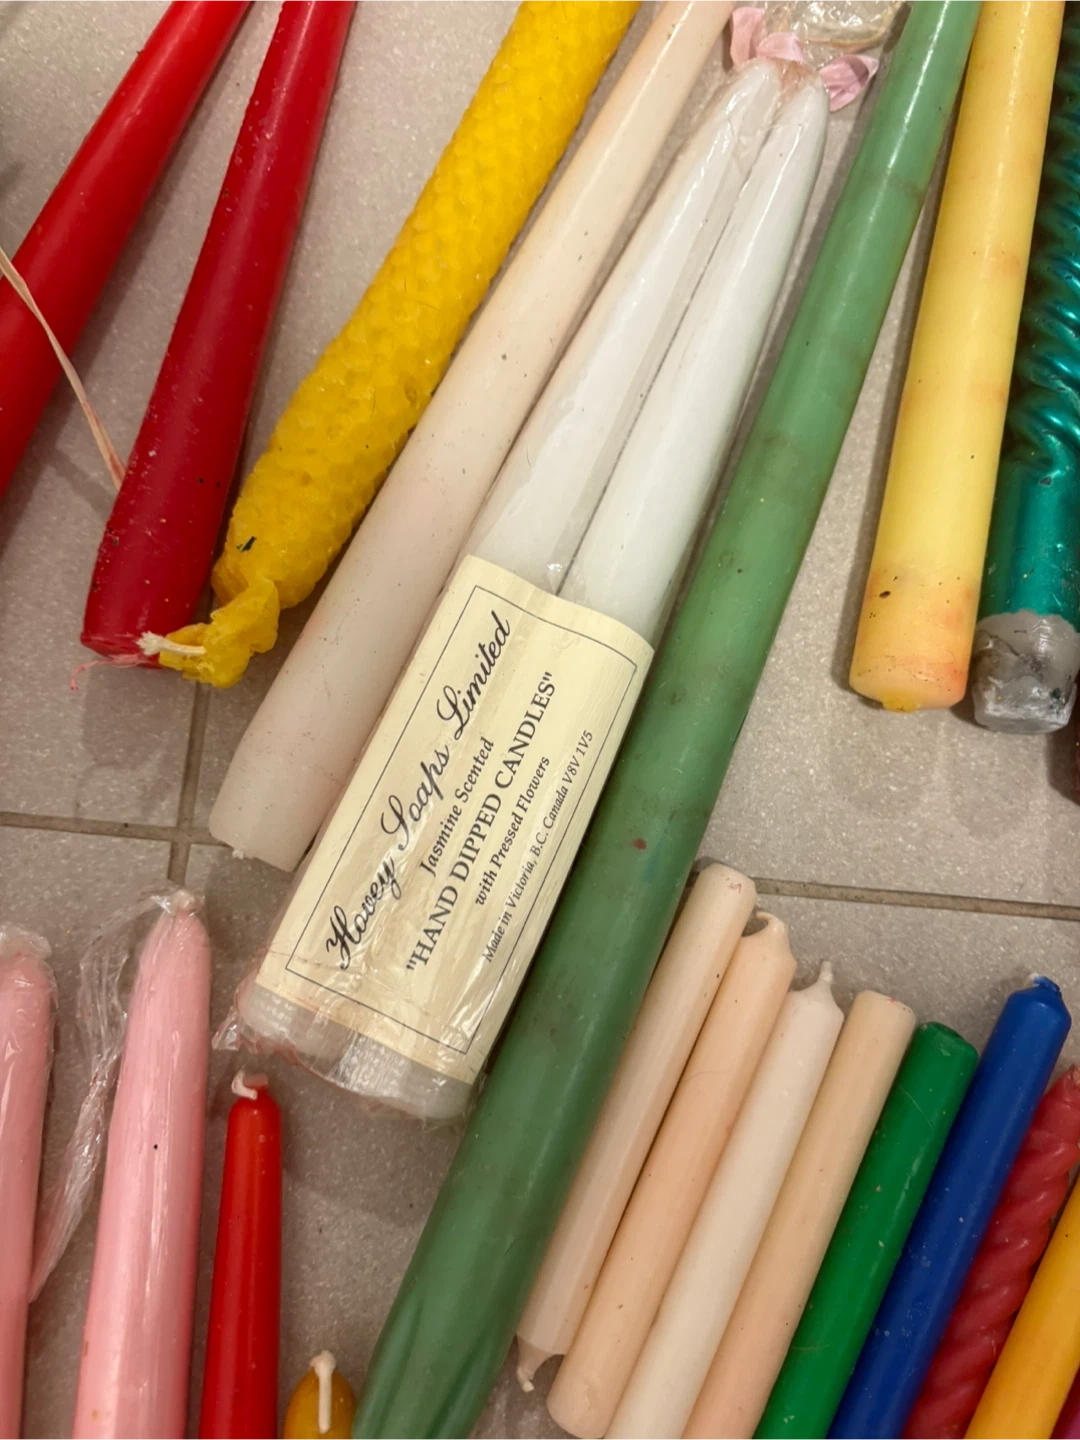 Hovey Soaps Limited
Jasmine Scented
"HAND DIPPED CANDLES"
with Pressed Flowers
Made in Victoria, B.C. Canada V8V 1V5